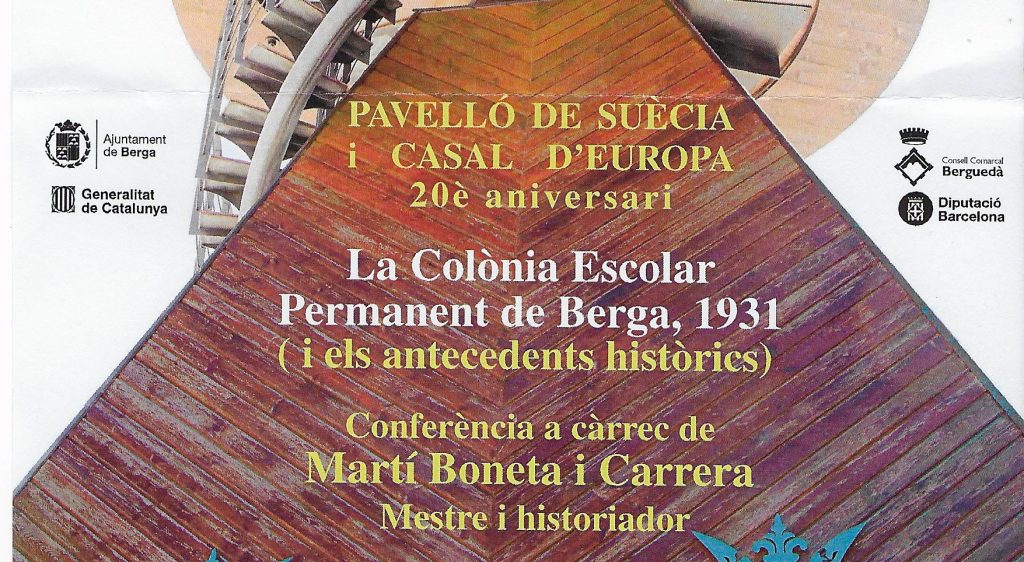 PAVELLÓ DE SUÈCIA
i CASAL D'EUROPA
20è aniversari
Ajuntament
de Berga
Generalitat
de Catalunya
Consell Comarcal
Berguedà
Diputació
Barcelona
La Colònia Escolar
Permanent de Berga, 1931
( i els antecedents històrics)
Conferència a càrrec de
Martí Boneta i Carrera
Mestre i historiador